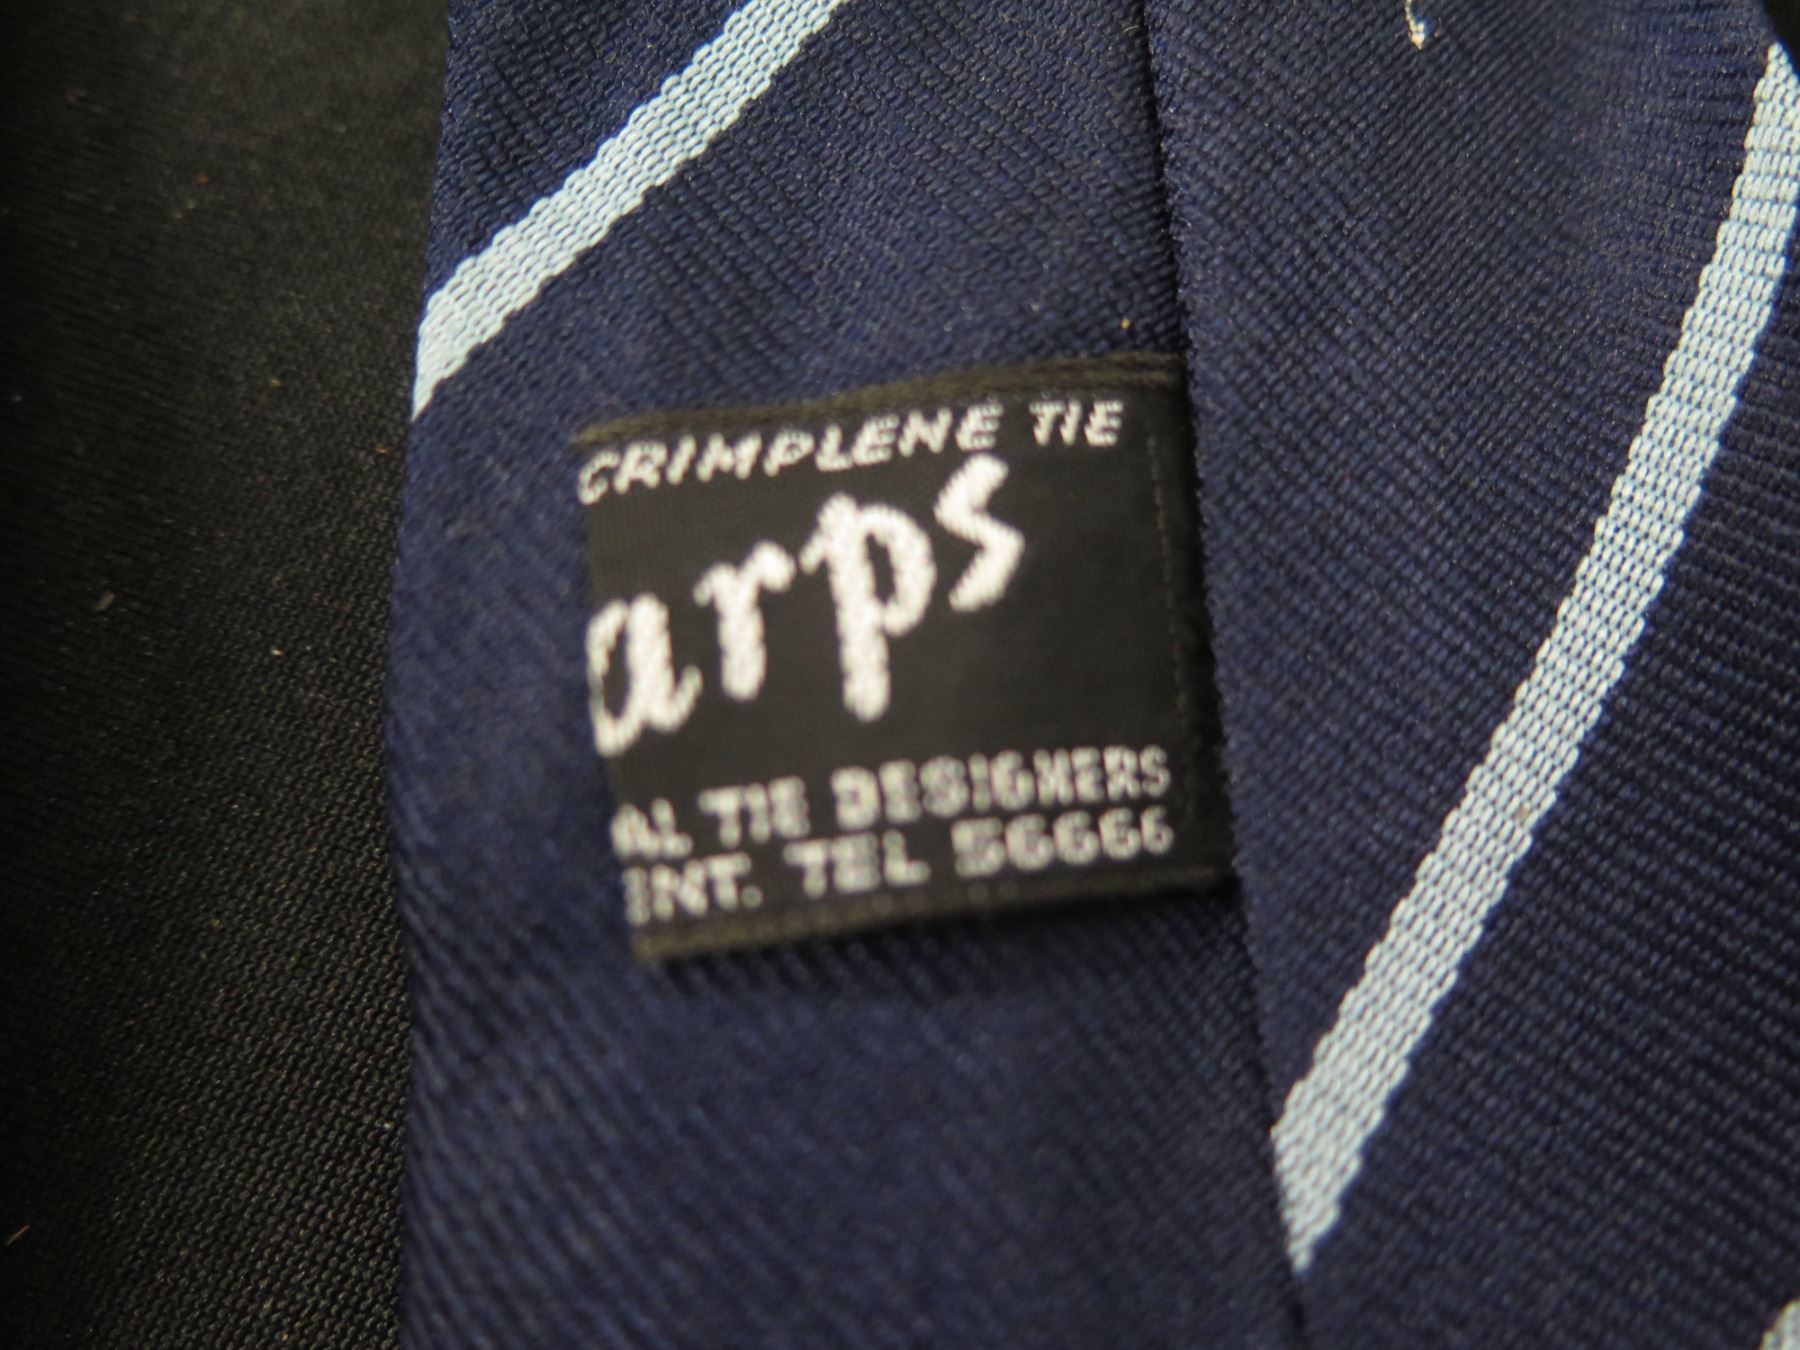 CRIMPLENE TIE
arps
AL TIE DESIGNERS
ENT. TEL 56666